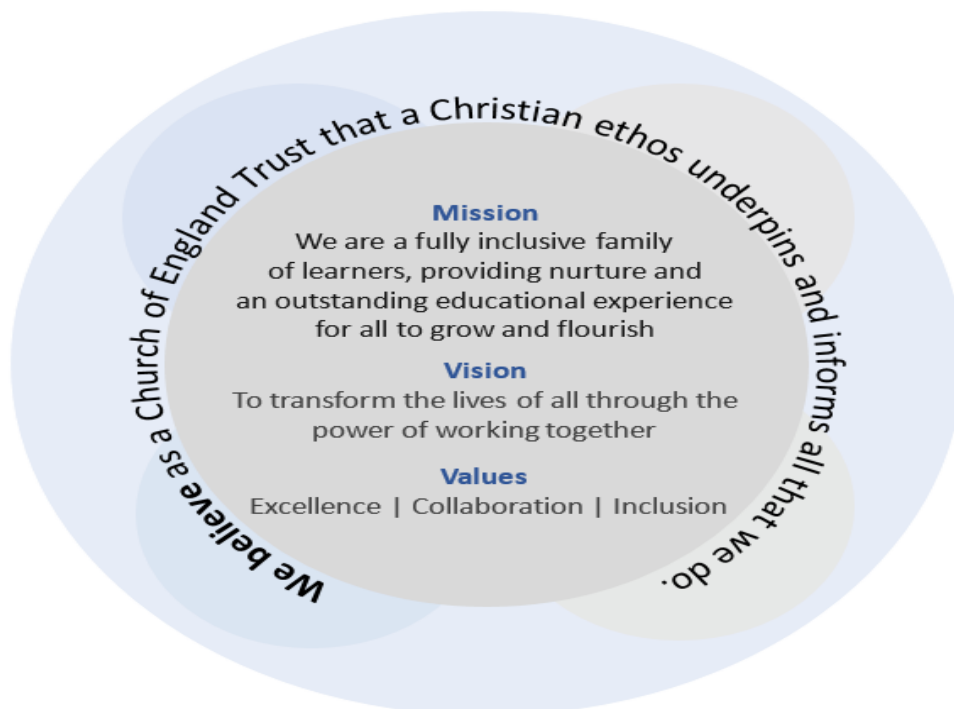 We believe as a Church of England Trust that a Christian ethos underpins and informs all that we do.
Mission
We are a fully inclusive family
of learners, providing nurture and
an outstanding educational experience
for all to grow and flourish
Vision
To transform the lives of all through the
power of working together
Values
Excellence | Collaboration | Inclusion